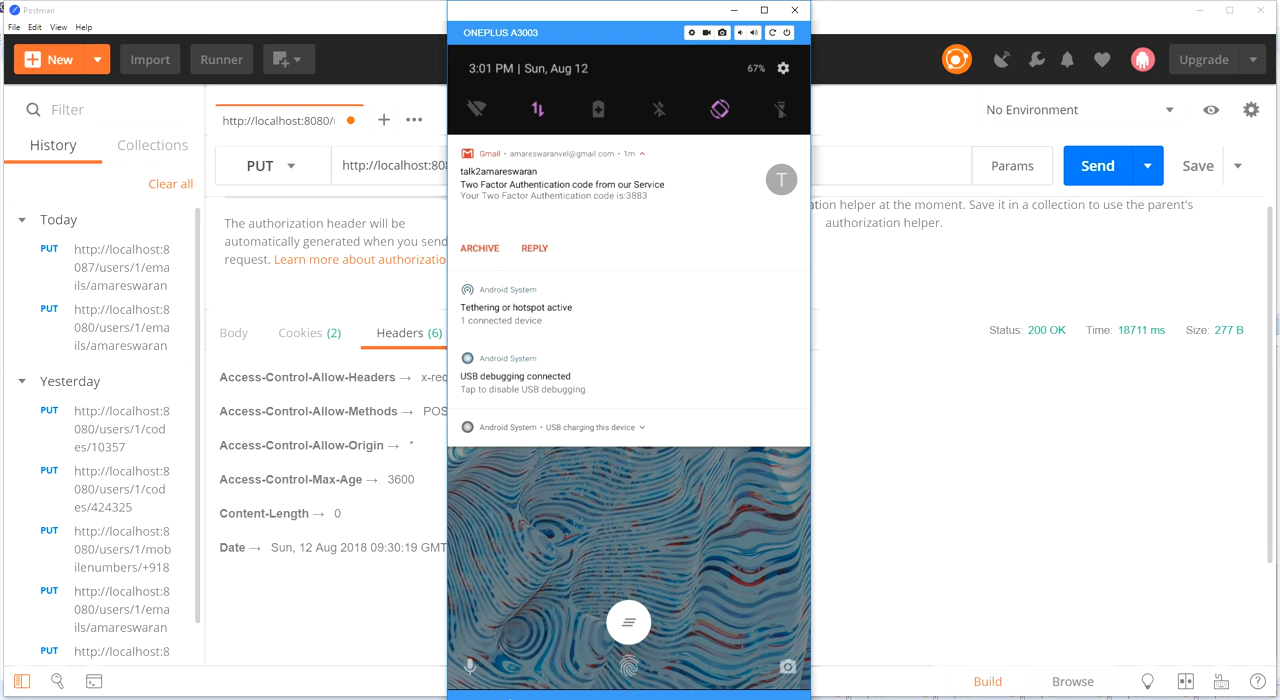 Postman
File Edit View Help
New
Import
Runner
Upgrade
Filter
History
Collections
Clear all
Today
PUT http://localhost:8
087/users/1/ema
ils/amareswaran
PUT http://localhost:8
080/users/1/ema
ils/amareswaran
Yesterday
PUT http://localhost:8
080/users/1/cod
es/10357
PUT http://localhost:8
080/users/1/cod
es/424325
PUT http://localhost:8
080/users/1/mob
ilenumbers/+918
PUT http://localhost:8
080/users/1/ema
ils/amareswaran
PUT http://localhost:8
http://localhost:8080/
No Environment
PUT
http://localhost:80
Params
Send
Save
The authorization header will be
automatically generated when you send
request. Learn more about authorizatio
ation helper at the moment. Save it in a collection to use the parent's
authorization helper.
Body
Cookies (2)
Headers (6)
Status: 200 OK Time: 18711 ms Size: 277 B
Access-Control-Allow-Headers → x-rec
Access-Control-Allow-Methods → POS
Access-Control-Allow-Origin → *
Access-Control-Max-Age → 3600
Content-Length → 0
Date → Sun, 12 Aug 2018 09:30:19 GMT
ONEPLUS A3003
3:01 PM | Sun, Aug 12
67%
Gmail • amareswaranvel@gmail.com • 1m
talk2amareswaran
Two Factor Authentication code from our Service
Your Two Factor Authentication code is:3883
T
ARCHIVE
REPLY
Android System
Tethering or hotspot active
1 connected device
Android System
USB debugging connected
Tap to disable USB debugging.
Android System • USB charging this device
Build
Browse